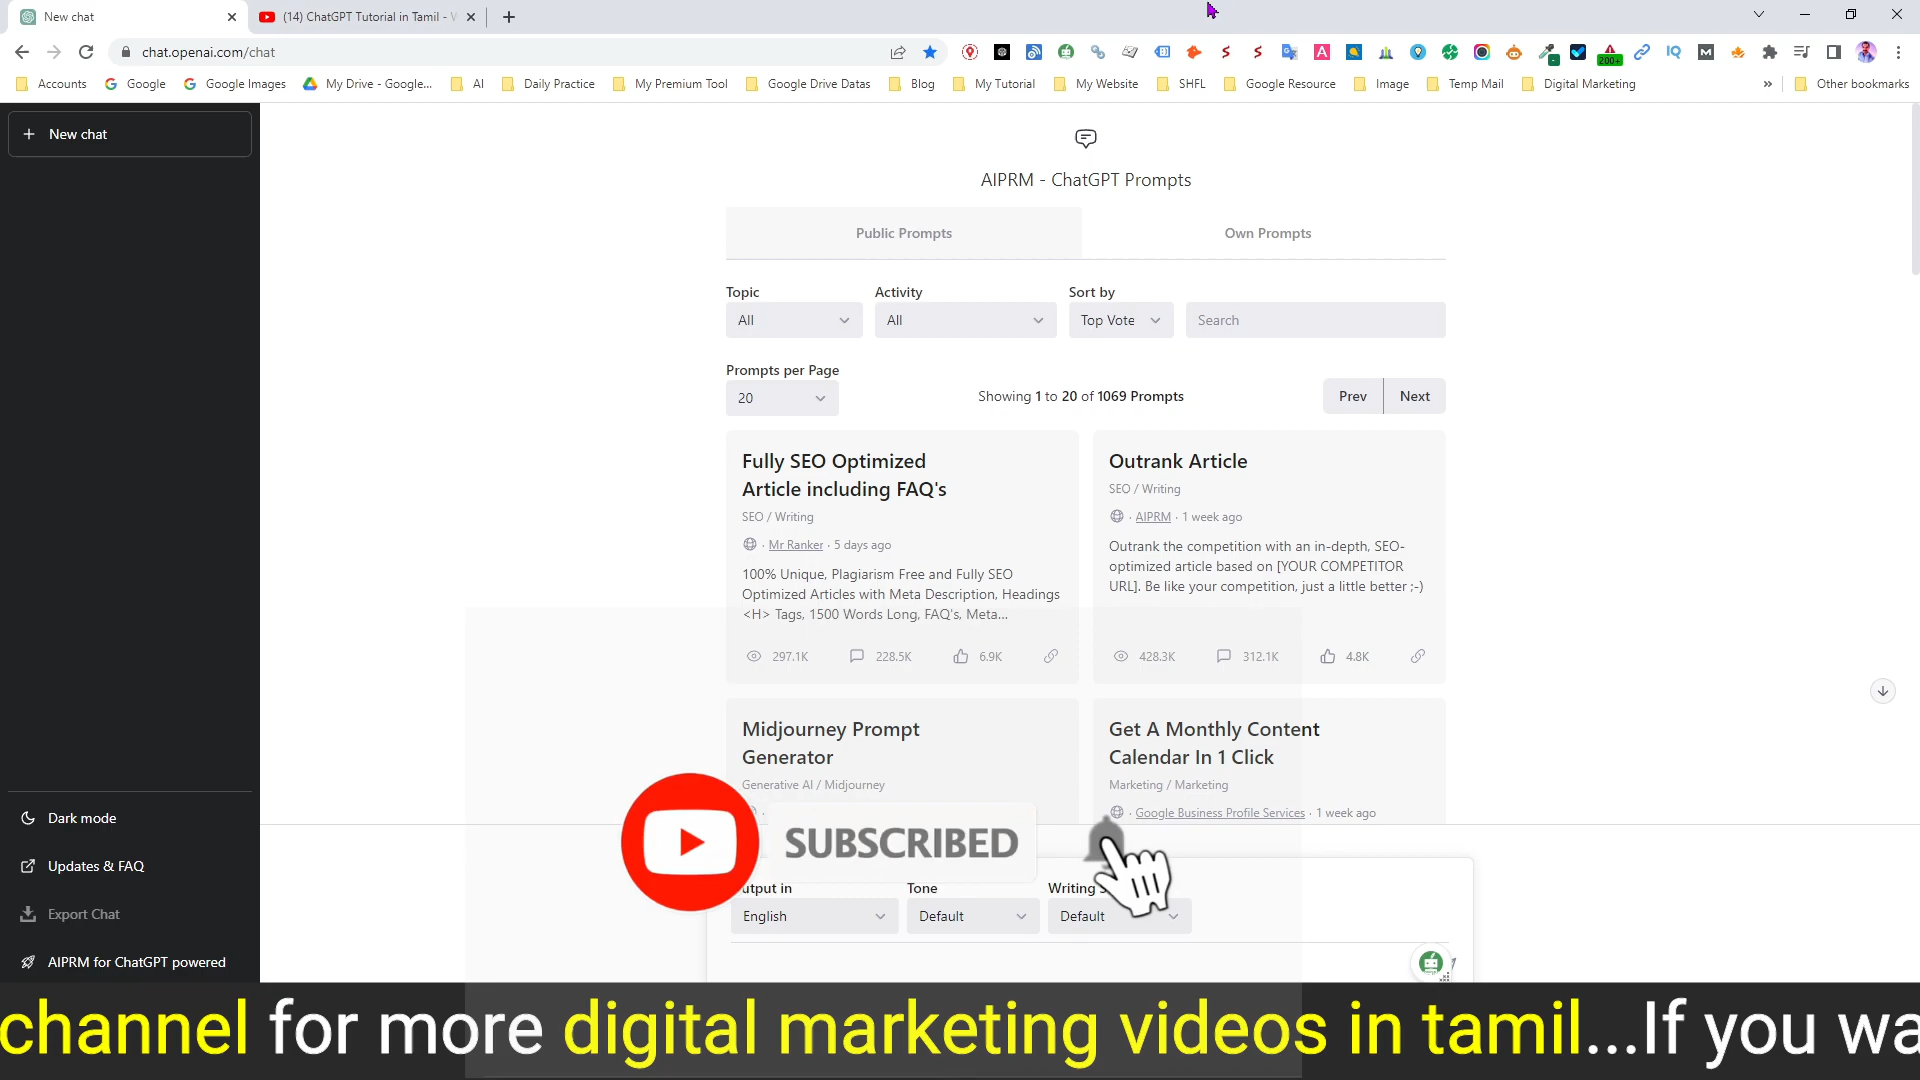 New chat
(14) ChatGPT Tutorial in Tamil -
chat.openai.com/chat
200+
Accounts
Google
Google Images
My Drive - Google...
AI
Daily Practice
My Premium Tool
Google Drive Datas
Blog
My Tutorial
My Website
SHFL
Google Resource
Image
Temp Mail
Digital Marketing
»
Other bookmarks
+ New chat
AIPRM - ChatGPT Prompts
Public Prompts
Own Prompts
Topic
Activity
Sort by
All
All
Top Vote
Search
Prompts per Page
20
Showing 1 to 20 of 1069 Prompts
Prev
Next
Fully SEO Optimized
Article including FAQ's
SEO / Writing
· Mr Ranker · 5 days ago
100% Unique, Plagiarism Free and Fully SEO
Optimized Articles with Meta Description, Headings
<H> Tags, 1500 Words Long, FAQ's, Meta...
297.1K
228.5K
6.9K
Outrank Article
SEO / Writing
· AIPRM · 1 week ago
Outrank the competition with an in-depth, SEO-
optimized article based on [YOUR COMPETITOR
URL]. Be like your competition, just a little better ;-)
428.3K
312.1K
4.8K
Midjourney Prompt
Generator
Generative AI / Midjourney
Get A Monthly Content
Calendar In 1 Click
Marketing / Marketing
· Google Business Profile Services · 1 week ago
SUBSCRIBED
utput in
Tone
Writing S
English
Default
Default
Dark mode
Updates & FAQ
Export Chat
AIPRM for ChatGPT powered
channel for more digital marketing videos in tamil...If you wa